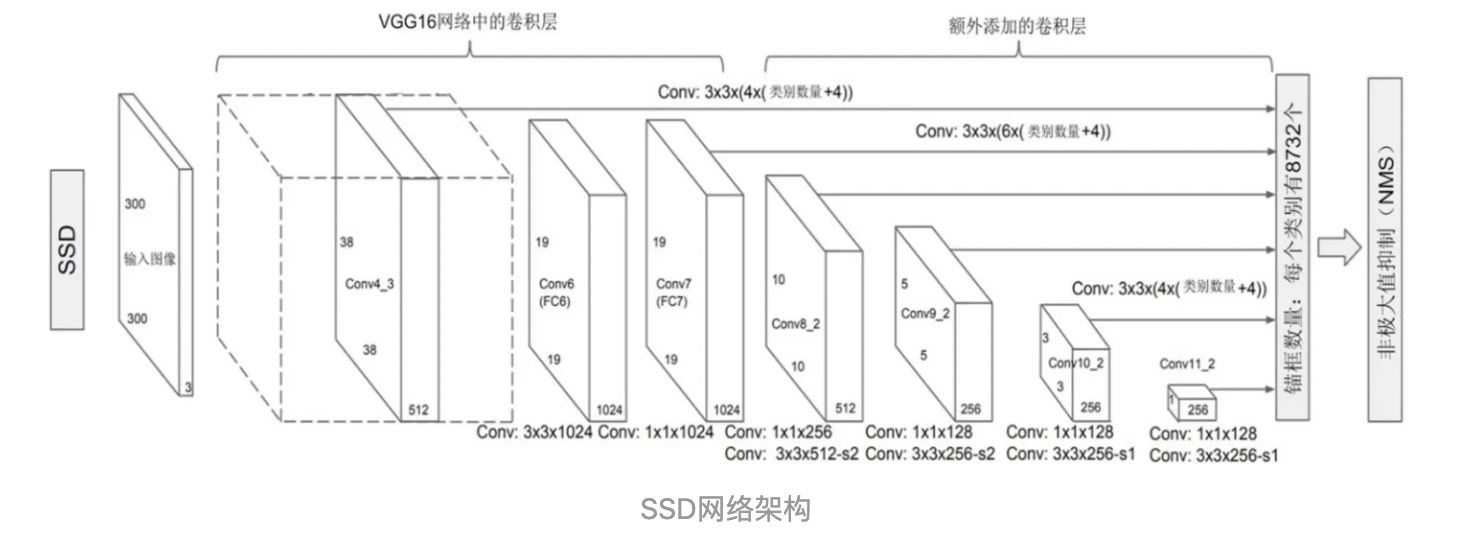 VGG16网络中的卷积层
额外添加的卷积层
Conv: 3x3x(4x( 类别数量+4))
Conv: 3x3x(6x( 类别数量+4))
SSD
300
输入图像
300
3
38
Conv4_3
38
512
19
Conv6
(FC6)
19
1024
19
Conv7
(FC7)
19
1024
10
Conv8_2
10
512
5
Conv9_2
5
256
Conv: 3x3x(4x( 类别数量+4))
3
Conv10_2
3
256
Conv11_2
1
256
锚框数量：每个类别有8732个
非极大值抑制（NMS）
Conv: 3x3x1024
Conv: 1x1x1024
Conv: 1x1x256
Conv: 3x3x512-s2
Conv: 1x1x128
Conv: 3x3x256-s2
Conv: 1x1x128
Conv: 3x3x256-s1
Conv: 1x1x128
Conv: 3x3x256-s1
SSD网络架构